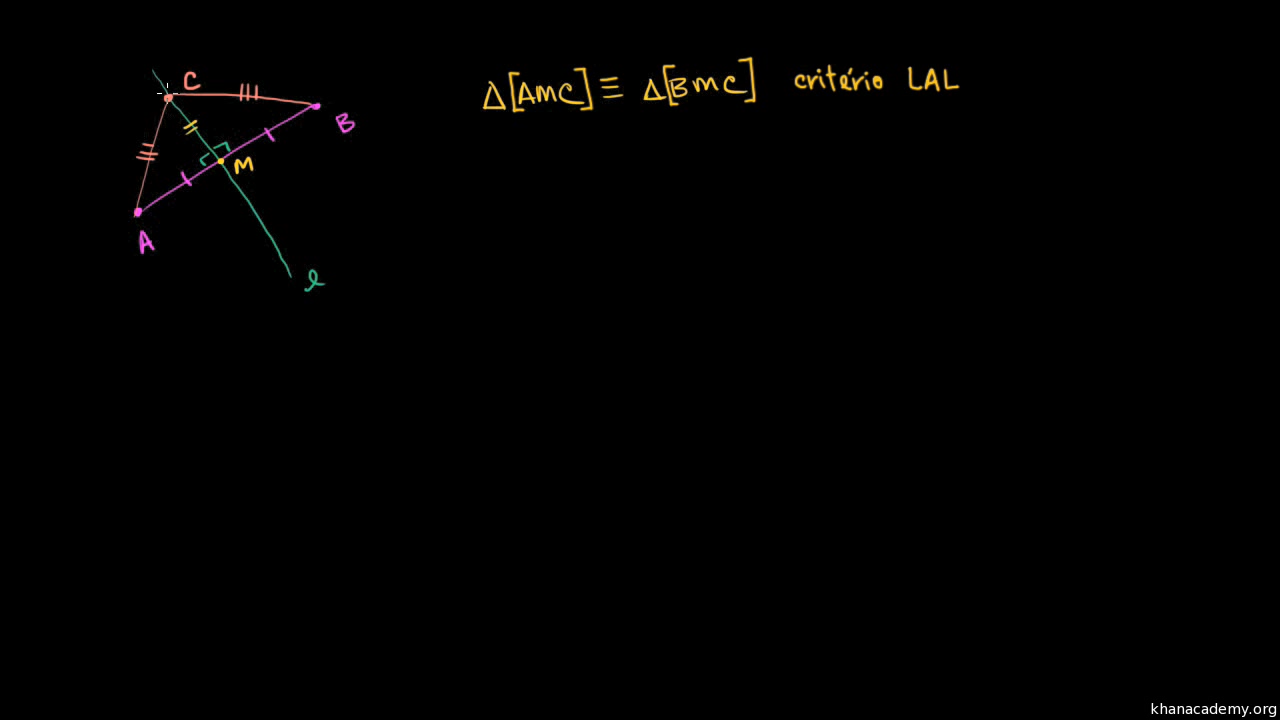 C
B
M
A
l
Δ[AMC] ≡ Δ[BMC] critério LAL
khanacademy.org